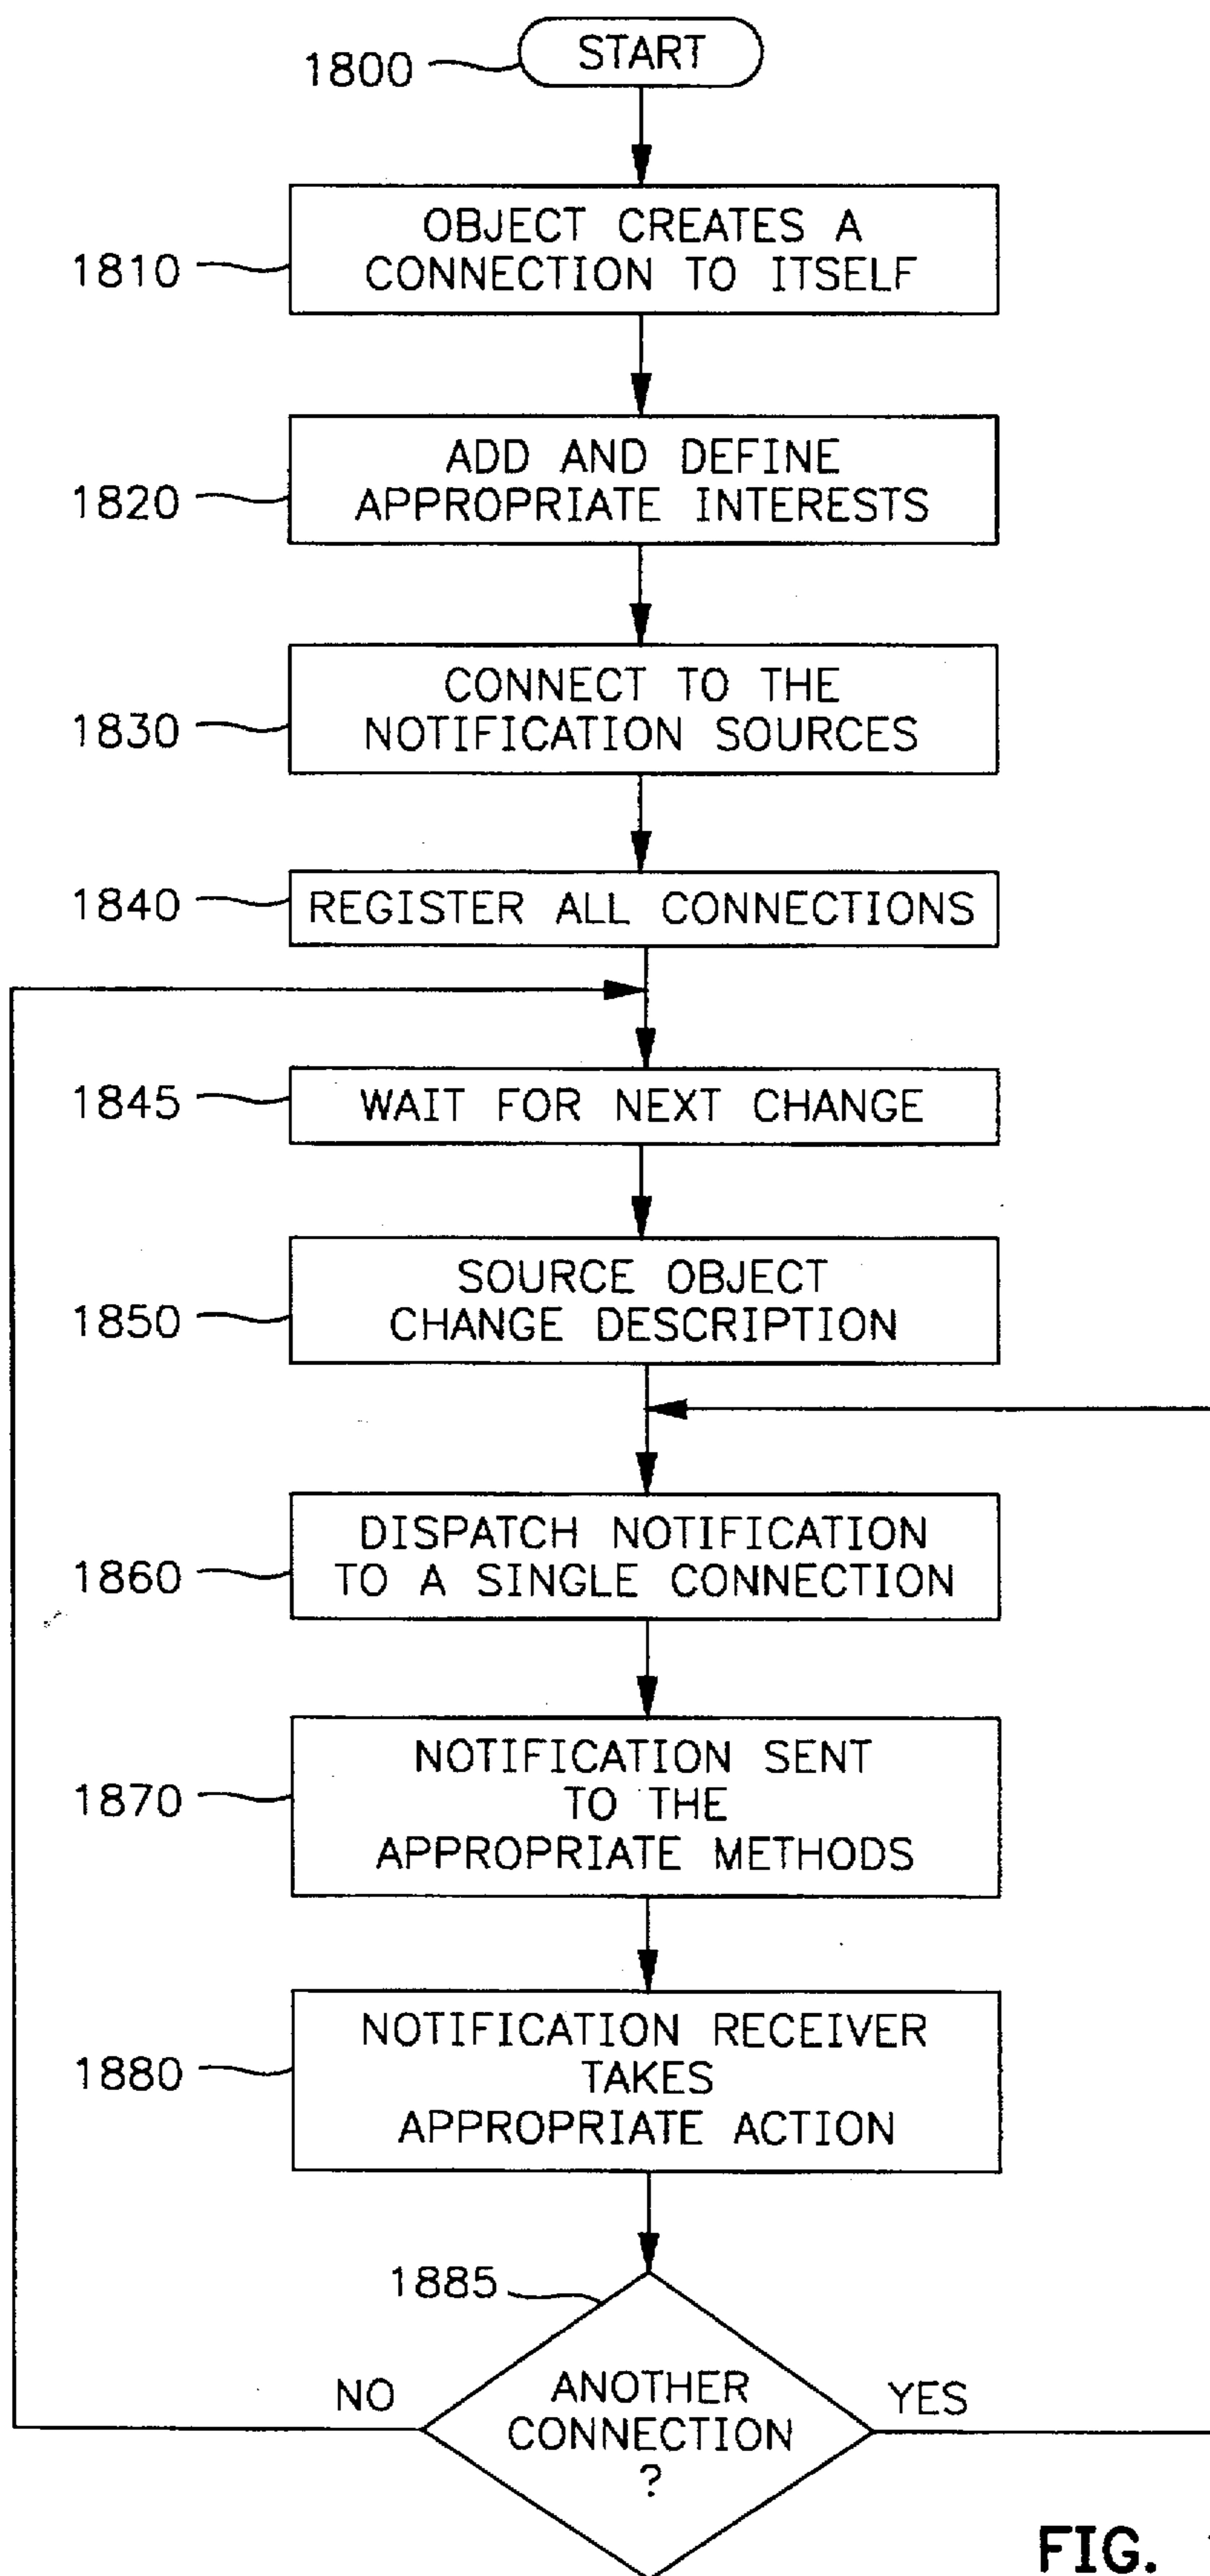 START
1800
OBJECT CREATES A
CONNECTION TO ITSELF
1810
ADD AND DEFINE
APPROPRIATE INTERESTS
1820
CONNECT TO THE
NOTIFICATION SOURCES
1830
REGISTER ALL CONNECTIONS
1840
WAIT FOR NEXT CHANGE
1845
SOURCE OBJECT
CHANGE DESCRIPTION
1850
DISPATCH NOTIFICATION
TO A SINGLE CONNECTION
1860
NOTIFICATION SENT
TO THE
APPROPRIATE METHODS
1870
NOTIFICATION RECEIVER
TAKES
APPROPRIATE ACTION
1880
1885
ANOTHER
CONNECTION
?
NO
YES
FIG.